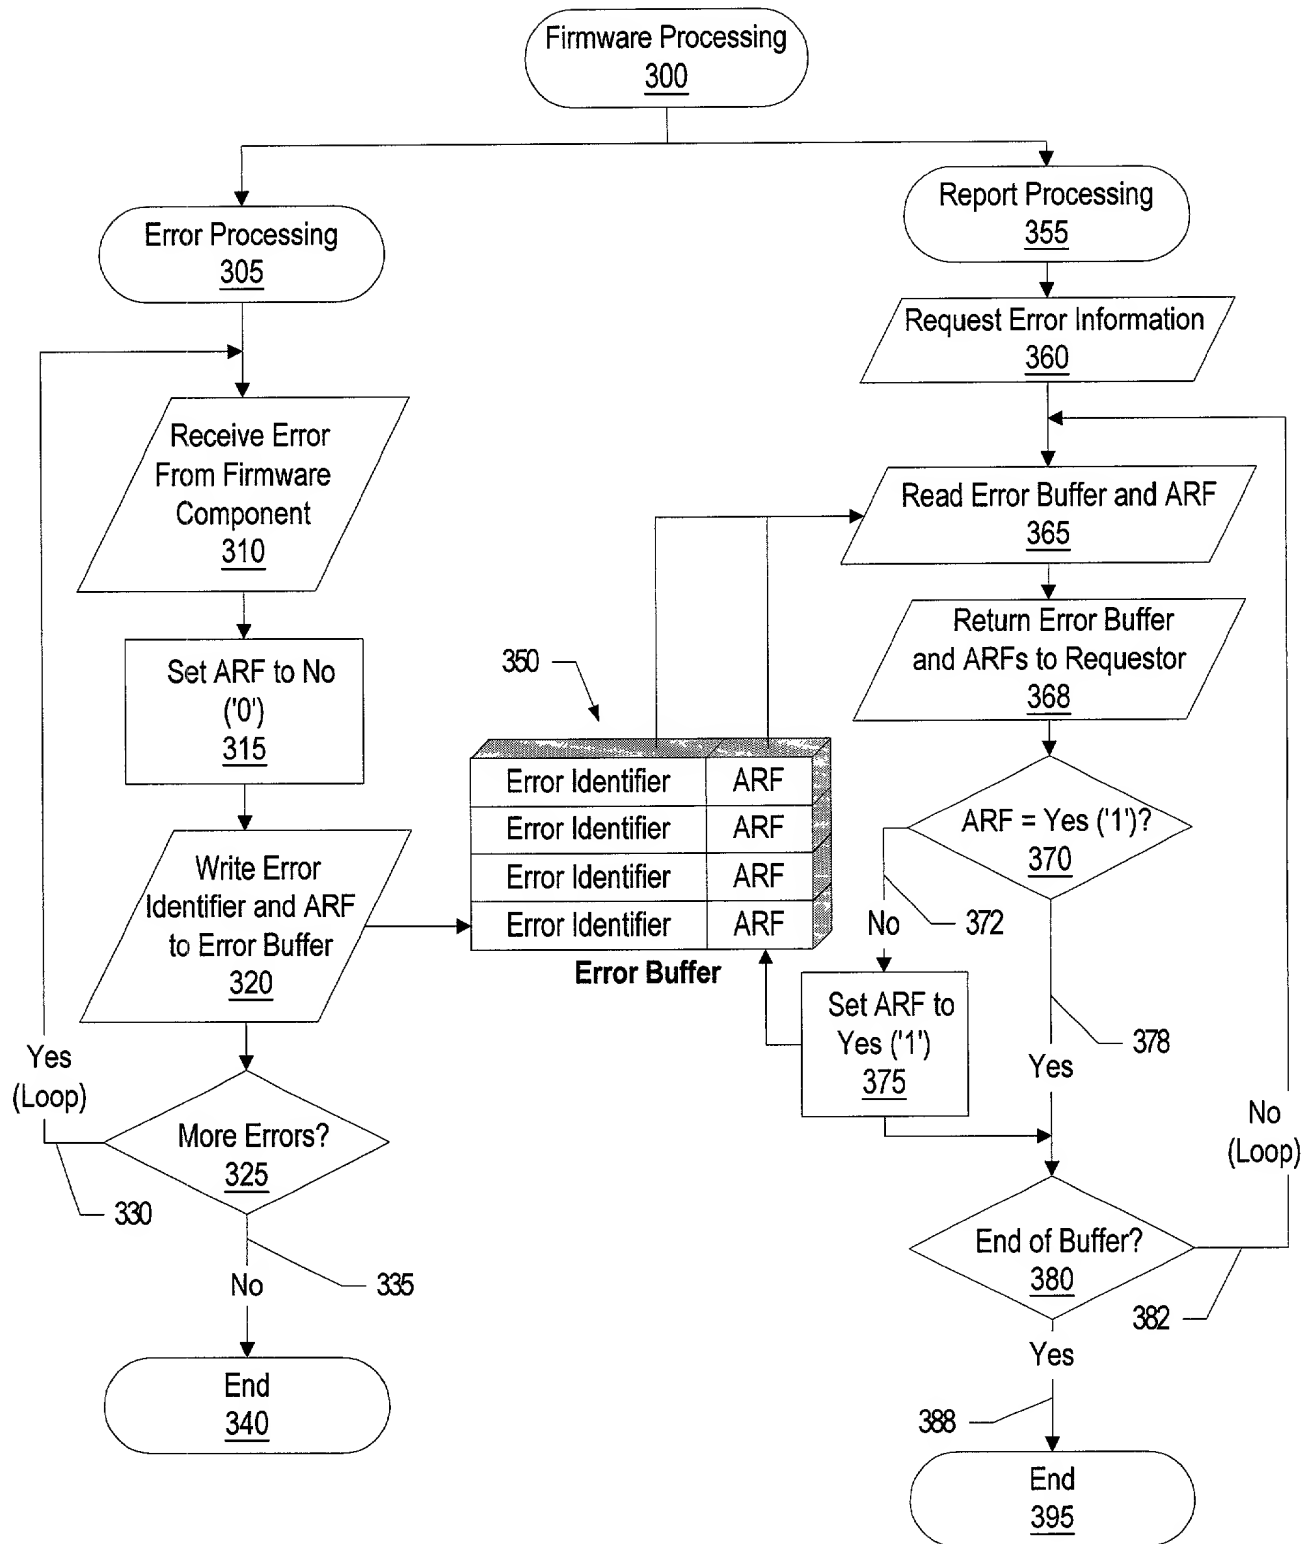 Firmware Processing
300
Error Processing
305
Receive Error
From Firmware
Component
310
Set ARF to No
('0')
315
Write Error
Identifier and ARF
to Error Buffer
320
Yes
(Loop)
More Errors?
325
330
335
No
End
340
350
Error Identifier ARF
Error Identifier ARF
Error Identifier ARF
Error Identifier ARF
Error Buffer
Report Processing
355
Request Error Information
360
Read Error Buffer and ARF
365
Return Error Buffer
and ARFs to Requestor
368
ARF = Yes ('1')?
370
372
No
Set ARF to
Yes ('1')
375
378
Yes
No
(Loop)
End of Buffer?
380
382
Yes
388
End
395